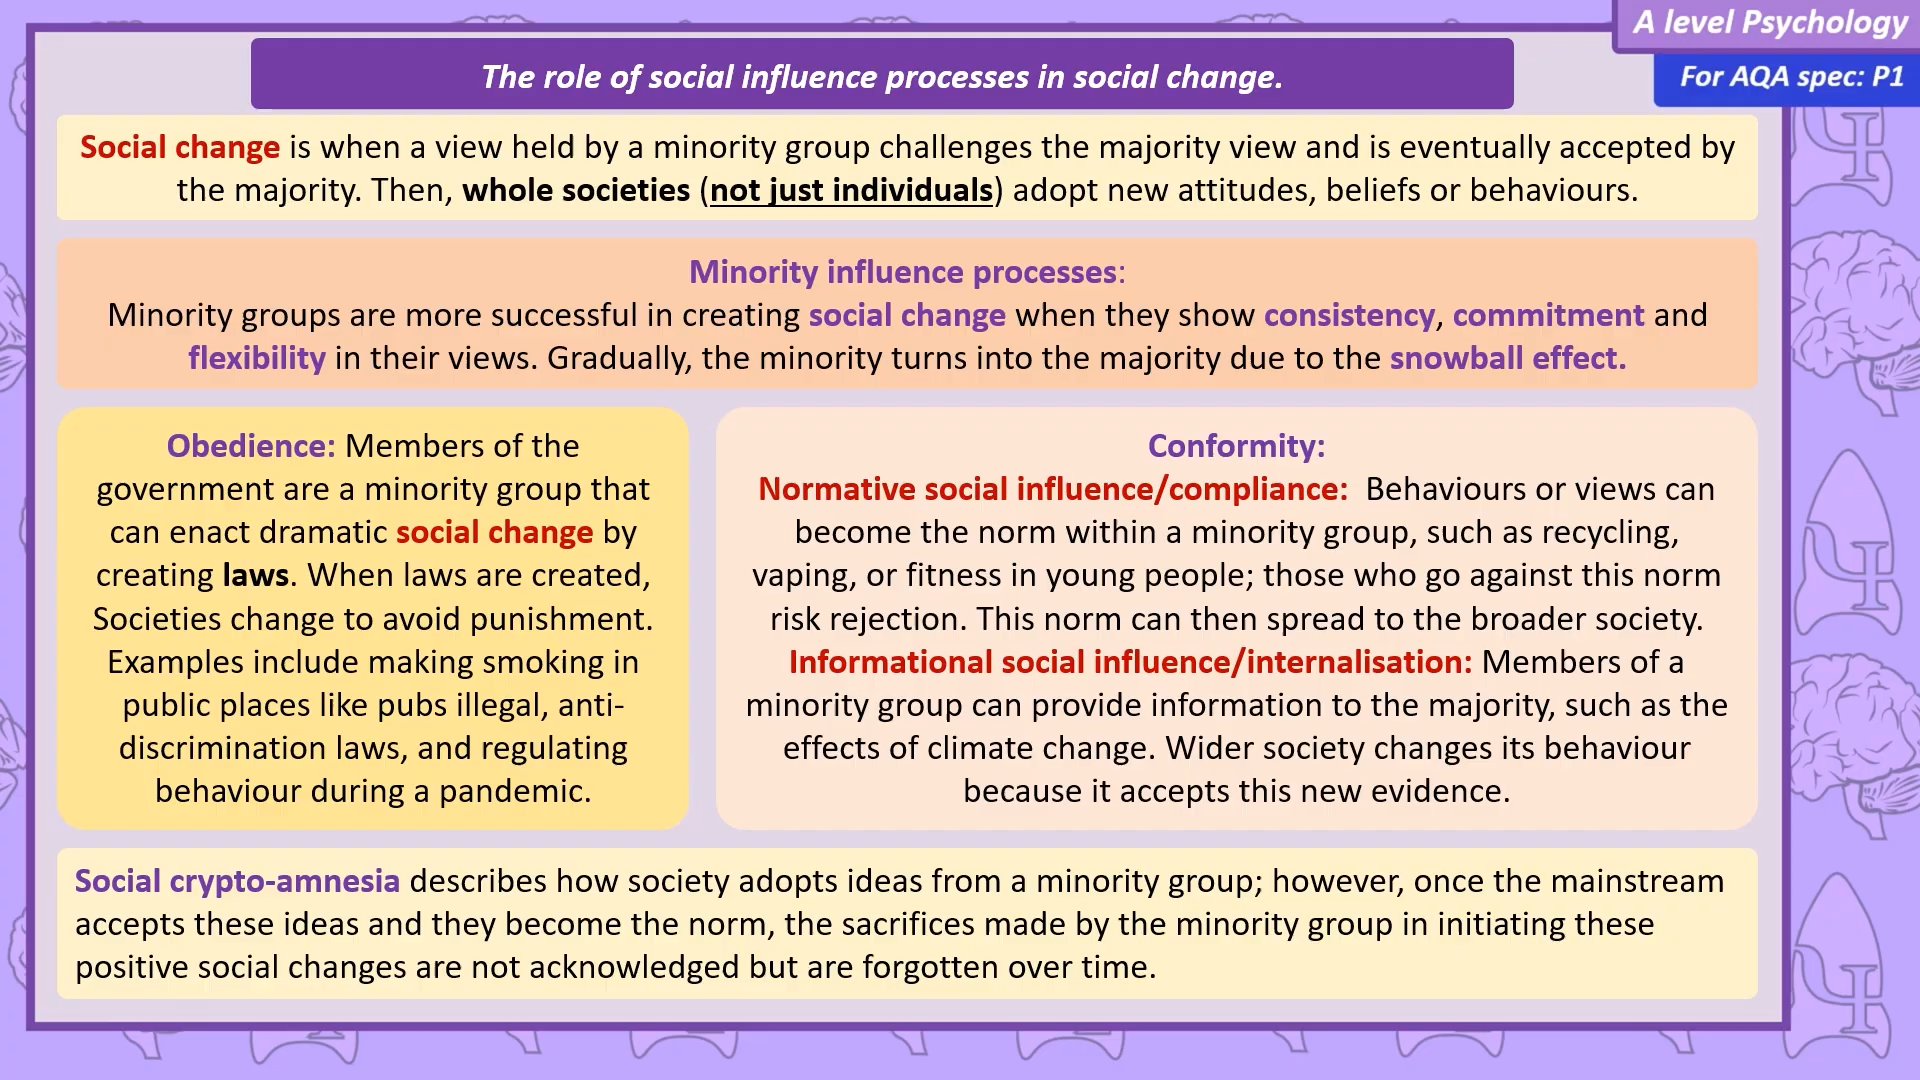 A level Psychology
For AQA spec: P1
The role of social influence processes in social change.
Social change is when a view held by a minority group challenges the majority view and is eventually accepted by
the majority. Then, whole societies (not just individuals) adopt new attitudes, beliefs or behaviours.
Minority influence processes:
Minority groups are more successful in creating social change when they show consistency, commitment and
flexibility in their views. Gradually, the minority turns into the majority due to the snowball effect.
Obedience: Members of the
government are a minority group that
can enact dramatic social change by
creating laws. When laws are created,
Societies change to avoid punishment.
Examples include making smoking in
public places like pubs illegal, anti-
discrimination laws, and regulating
behaviour during a pandemic.
Conformity:
Normative social influence/compliance: Behaviours or views can
become the norm within a minority group, such as recycling,
vaping, or fitness in young people; those who go against this norm
risk rejection. This norm can then spread to the broader society.
Informational social influence/internalisation: Members of a
minority group can provide information to the majority, such as the
effects of climate change. Wider society changes its behaviour
because it accepts this new evidence.
Social crypto-amnesia describes how society adopts ideas from a minority group; however, once the mainstream
accepts these ideas and they become the norm, the sacrifices made by the minority group in initiating these
positive social changes are not acknowledged but are forgotten over time.